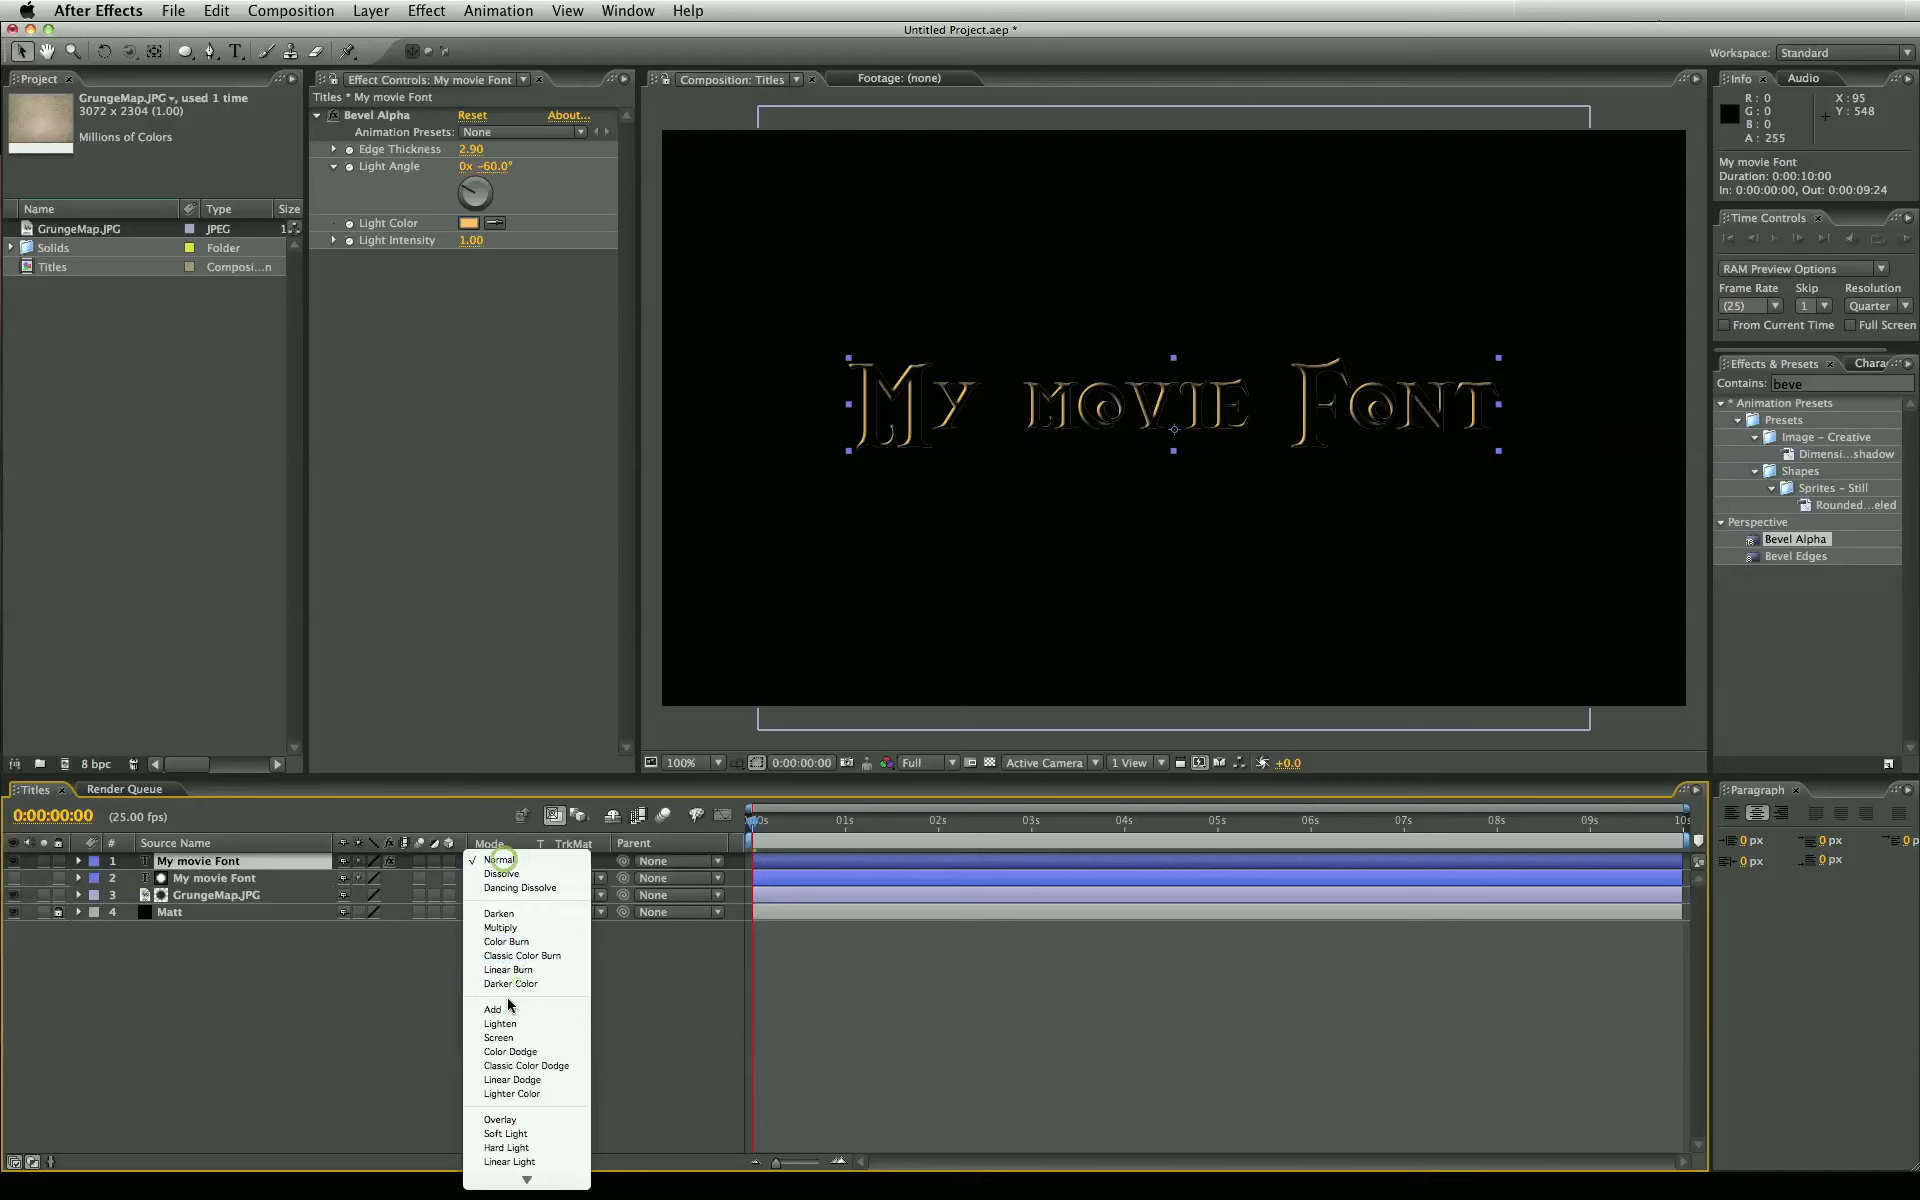 After Effects File Edit Composition Layer Effect Animation View Window Help
Untitled Project.aep *
Workspace: Standard
Project
Effect Controls: My movie Font
Composition: Titles
Footage: (none)
Info
Audio
GrungeMap.JPG, used 1 time
3072 x 2304 (1.00)
Millions of Colors
Titles * My movie Font
Bevel Alpha Reset About...
Animation Presets: None
Edge Thickness 2.90
Light Angle 0x -60.0°
Light Color
Light Intensity 1.00
Name Type Size
GrungeMap.JPG JPEG 1
Solids Folder
Titles Composi...n
8 bpc
My movie Font
100% 0:00:00:00 Full Active Camera 1 View +0.0
R: 0 X: 95
G: 0 Y: 548
B: 0
A: 255
My movie Font
Duration: 0:00:10:00
In: 0:00:00:00, Out: 0:00:09:24
Time Controls
RAM Preview Options
Frame Rate Skip Resolution
(25) 1 Quarter
From Current Time Full Screen
Effects & Presets Chara
Contains: beve
* Animation Presets
Presets
Image - Creative
Dimensi...shadow
Shapes
Sprites - Still
Rounded...eled
Perspective
Bevel Alpha
Bevel Edges
Titles Render Queue
0:00:00:00 (25.00 fps)
01s 02s 03s 04s 05s 06s 07s 08s 09s 10s
# Source Name Mode T TrkMat Parent
1 T My movie Font None
2 T My movie Font None
3 GrungeMap.JPG None
4 Matt None
✓ Normal
Dissolve
Dancing Dissolve
Darken
Multiply
Color Burn
Classic Color Burn
Linear Burn
Darker Color
Add
Lighten
Screen
Color Dodge
Classic Color Dodge
Linear Dodge
Lighter Color
Overlay
Soft Light
Hard Light
Linear Light
Paragraph
0 px 0 px 0 p
0 px 0 px